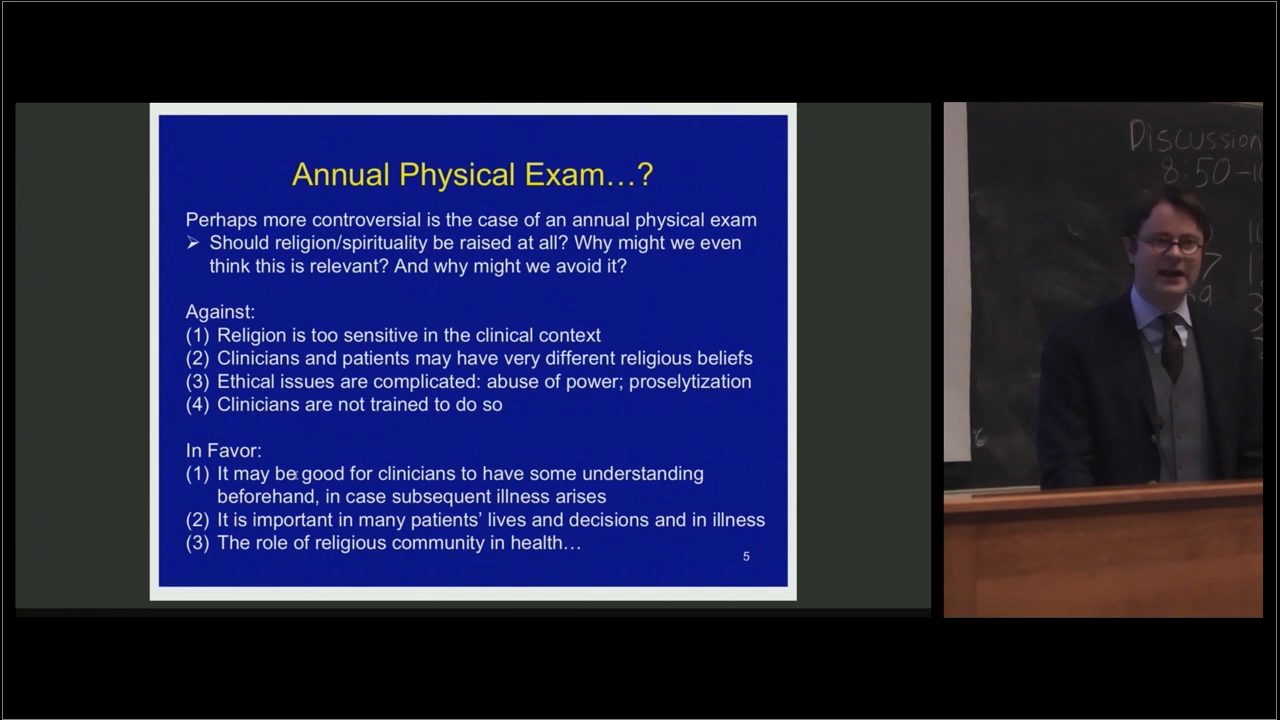 Annual Physical Exam…?
Perhaps more controversial is the case of an annual physical exam
➢ Should religion/spirituality be raised at all? Why might we even
think this is relevant? And why might we avoid it?
Against:
(1) Religion is too sensitive in the clinical context
(2) Clinicians and patients may have very different religious beliefs
(3) Ethical issues are complicated: abuse of power; proselytization
(4) Clinicians are not trained to do so
In Favor:
(1) It may be good for clinicians to have some understanding
beforehand, in case subsequent illness arises
(2) It is important in many patients' lives and decisions and in illness
(3) The role of religious community in health…
5
Discussion
8:50 -